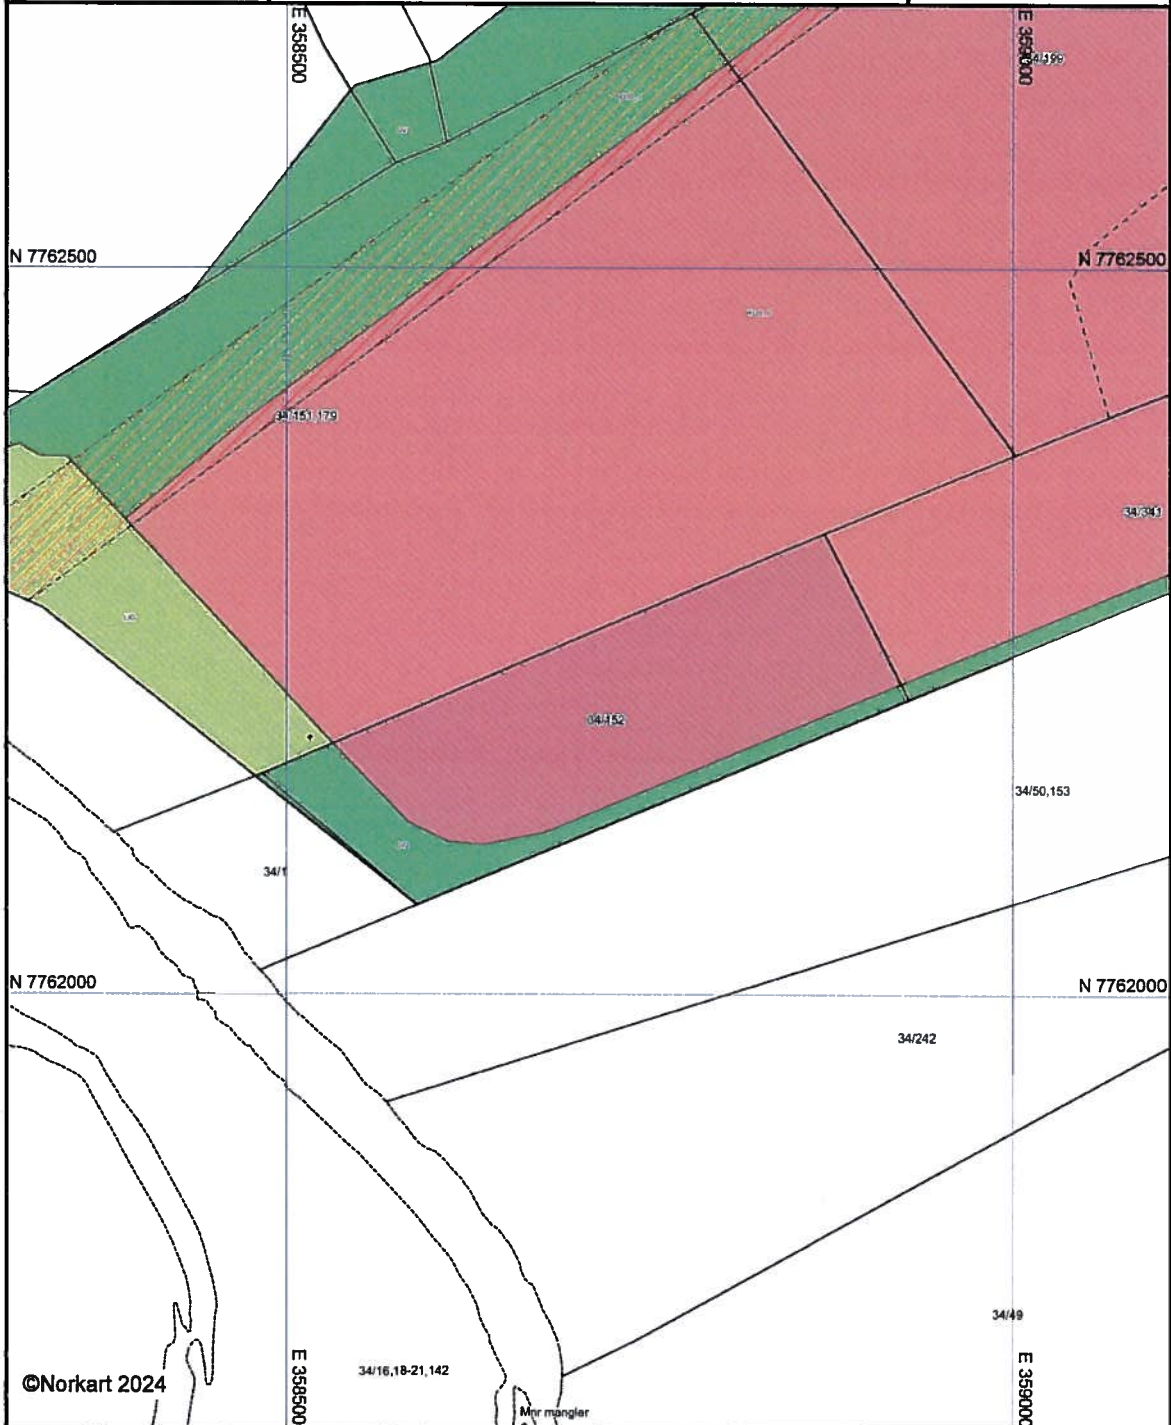 E 358500
E 359000
34/199
N 7762500
N 7762500
34/151,179
34/341
34/152
34/50,153
34/1
N 7762000
N 7762000
34/242
34/49
E 358500
E 359000
34/16,18-21,142
©Norkart 2024
Mnr mangler